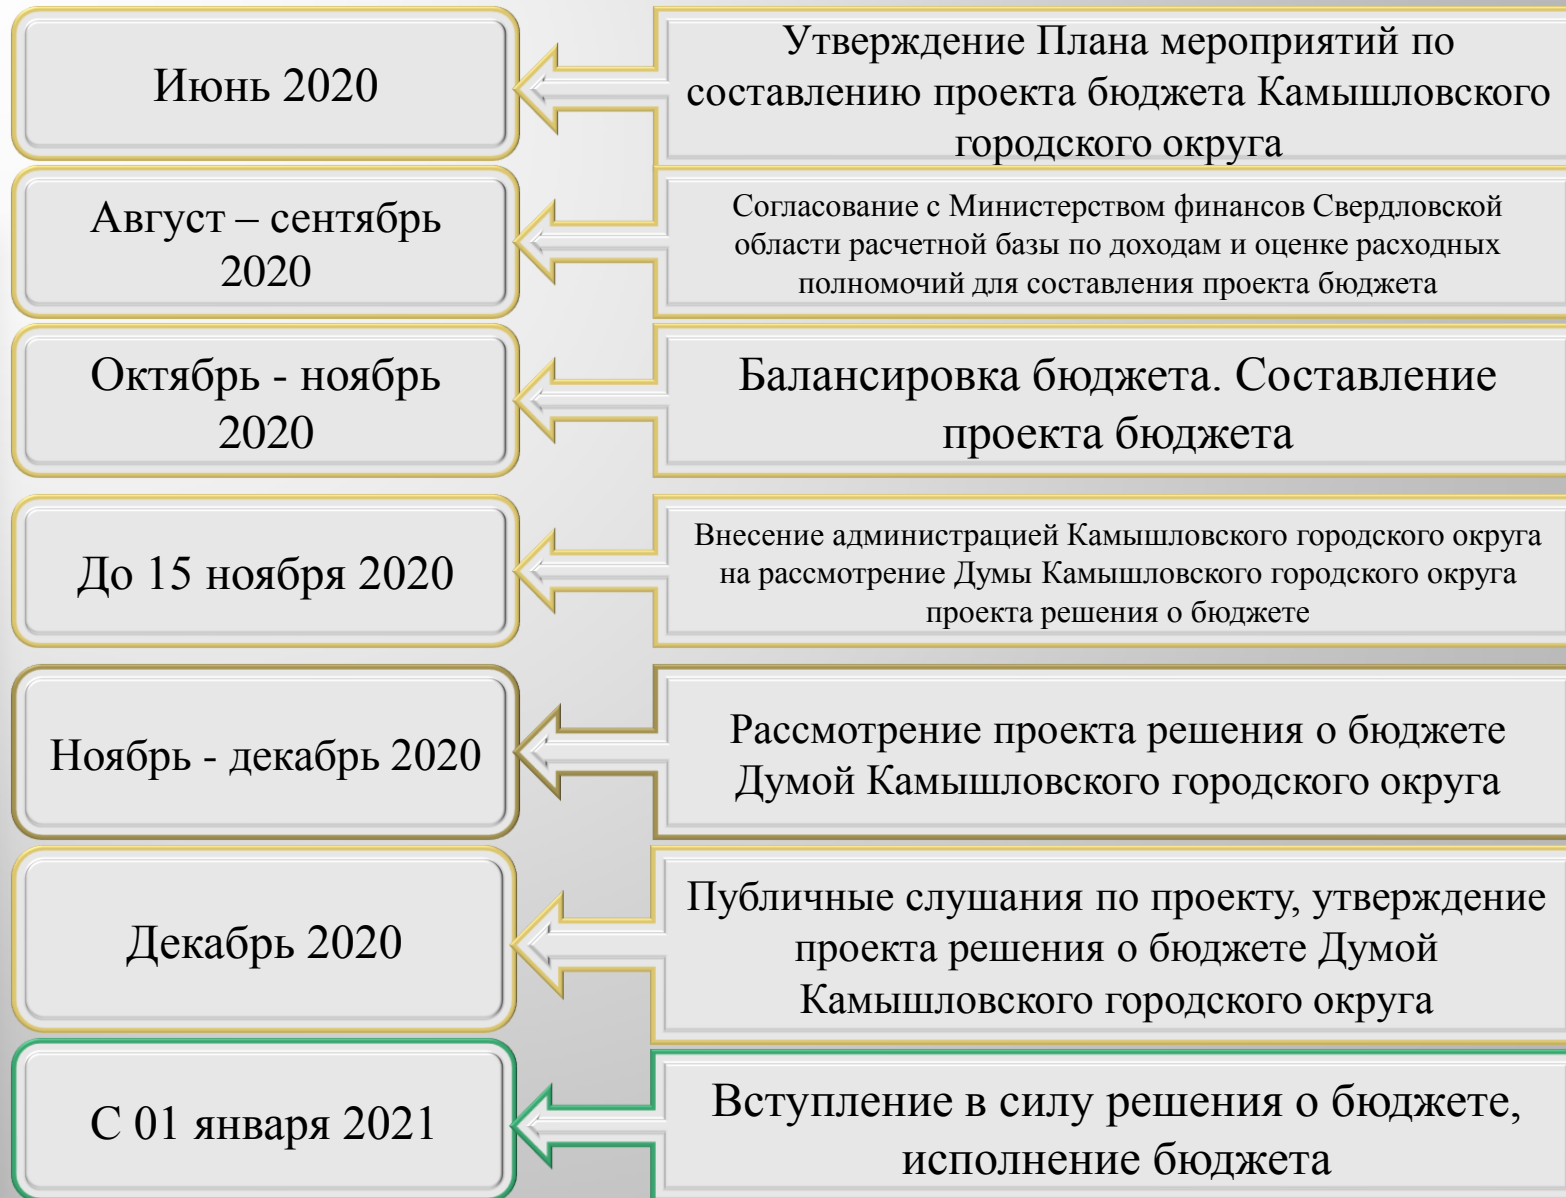 Июнь 2020
Утверждение Плана мероприятий по
составлению проекта бюджета Камышловского
городского округа
Август – сентябрь
2020
Согласование с Министерством финансов Свердловской
области расчетной базы по доходам и оценке расходных
полномочий для составления проекта бюджета
Октябрь - ноябрь
2020
Балансировка бюджета. Составление
проекта бюджета
До 15 ноября 2020
Внесение администрацией Камышловского городского округа
на рассмотрение Думы Камышловского городского округа
проекта решения о бюджете
Ноябрь - декабрь 2020
Рассмотрение проекта решения о бюджете
Думой Камышловского городского округа
Декабрь 2020
Публичные слушания по проекту, утверждение
проекта решения о бюджете Думой
Камышловского городского округа
С 01 января 2021
Вступление в силу решения о бюджете,
исполнение бюджета